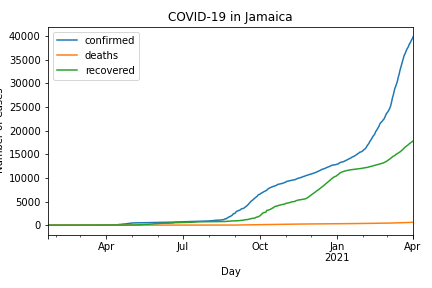 COVID-19 in Jamaica
40000
35000
30000
25000
20000
15000
10000
5000
0
confirmed
deaths
recovered
Apr Jul Oct Jan Apr
2021
Day